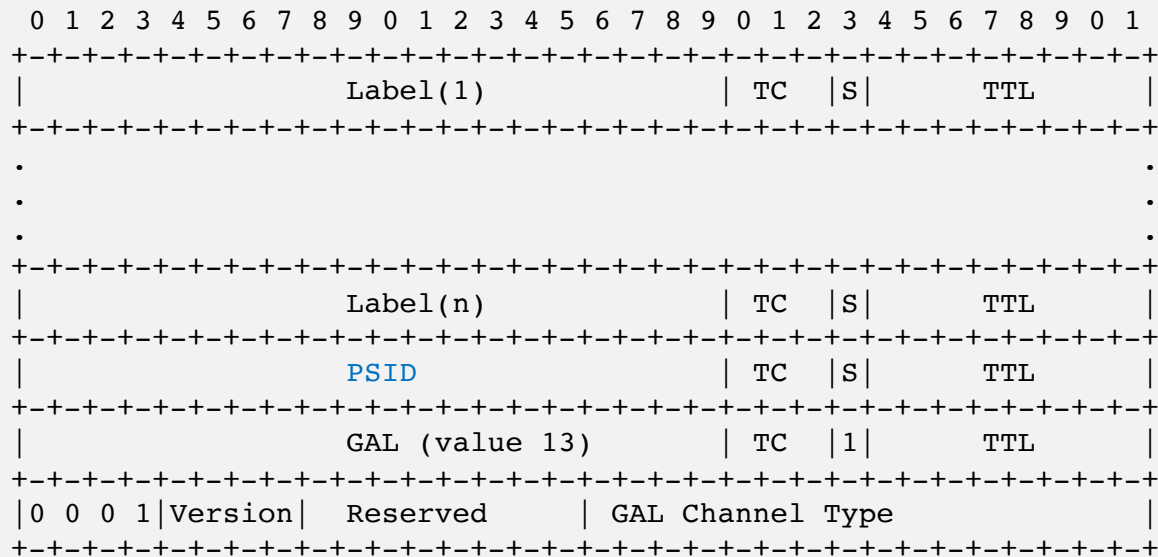 0 1 2 3 4 5 6 7 8 9 0 1 2 3 4 5 6 7 8 9 0 1 2 3 4 5 6 7 8 9 0 1
+-+-+-+-+-+-+-+-+-+-+-+-+-+-+-+-+-+-+-+-+-+-+-+-+-+-+-+-+-+-+-+-+
|                  Label(1)             | TC  |S|      TTL      |
+-+-+-+-+-+-+-+-+-+-+-+-+-+-+-+-+-+-+-+-+-+-+-+-+-+-+-+-+-+-+-+-+
.                                                               .
.                                                               .
.                                                               .
+-+-+-+-+-+-+-+-+-+-+-+-+-+-+-+-+-+-+-+-+-+-+-+-+-+-+-+-+-+-+-+-+
|                  Label(n)             | TC  |S|      TTL      |
+-+-+-+-+-+-+-+-+-+-+-+-+-+-+-+-+-+-+-+-+-+-+-+-+-+-+-+-+-+-+-+-+
|                  PSID                 | TC  |S|      TTL      |
+-+-+-+-+-+-+-+-+-+-+-+-+-+-+-+-+-+-+-+-+-+-+-+-+-+-+-+-+-+-+-+-+
|                  GAL (value 13)       | TC  |1|      TTL      |
+-+-+-+-+-+-+-+-+-+-+-+-+-+-+-+-+-+-+-+-+-+-+-+-+-+-+-+-+-+-+-+-+
|0 0 0 1|Version|  Reserved     | GAL Channel Type              |
+-+-+-+-+-+-+-+-+-+-+-+-+-+-+-+-+-+-+-+-+-+-+-+-+-+-+-+-+-+-+-+-+